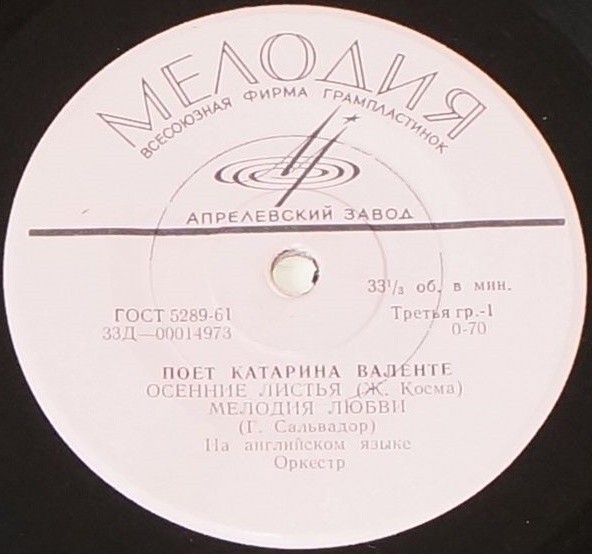 МЕЛОДИЯ
ВСЕСОЮЗНАЯ ФИРМА ГРАМПЛАСТИНОК
АПРЕЛЕВСКИЙ ЗАВОД
33⅓ об. в мин.
ГОСТ 5289-61
Третья гр.-1
33Д—00014973
0-70
ПОЕТ КАТАРИНА ВАЛЕНТЕ
ОСЕННИЕ ЛИСТЬЯ (Ж. Косма)
МЕЛОДИЯ ЛЮБВИ
(Г. Сальвадор)
На английском языке
Оркестр